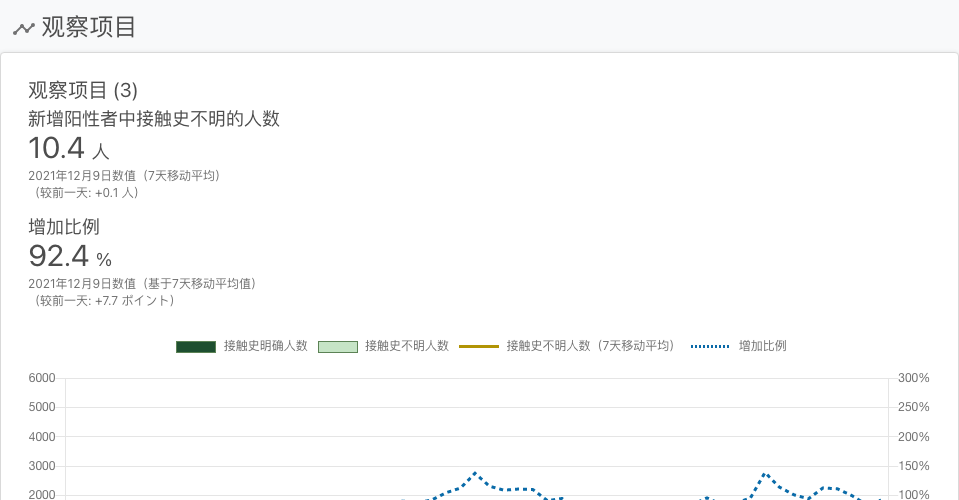 观察项目
观察项目 (3)
新增阳性者中接触史不明的人数
10.4 人
2021年12月9日数值（7天移动平均）
（较前一天: +0.1 人）
增加比例
92.4 %
2021年12月9日数值（基于7天移动平均值）
（较前一天: +7.7 ポイント）
接触史明确人数 接触史不明人数 接触史不明人数（7天移动平均） 增加比例
6000 300%
5000 250%
4000 200%
3000 150%
2000 100%